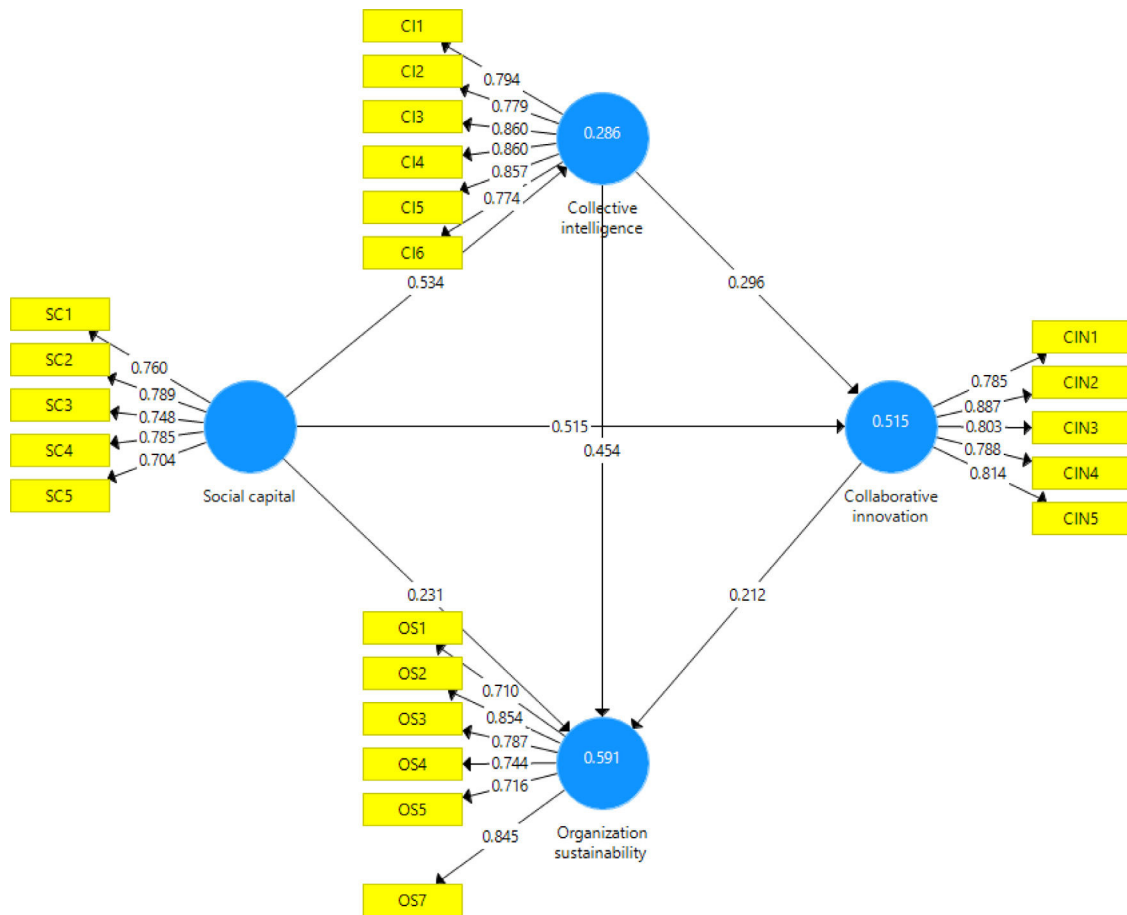 CI1
0.794
CI2
0.779
CI3
0.860
0.286
CI4
0.860
CI5
0.857
0.774
CI6
Collective
intelligence
0.534
0.296
SC1
0.760
SC2
0.789
SC3
0.748
SC4
0.785
SC5
0.704
Social capital
0.515
0.454
CIN1
0.785
CIN2
0.887
CIN3
0.803
0.515
CIN4
0.788
CIN5
0.814
Collaborative
innovation
0.231
0.212
OS1
0.710
OS2
0.854
OS3
0.787
OS4
0.744
0.591
OS5
0.716
0.845
Organization
sustainability
OS7